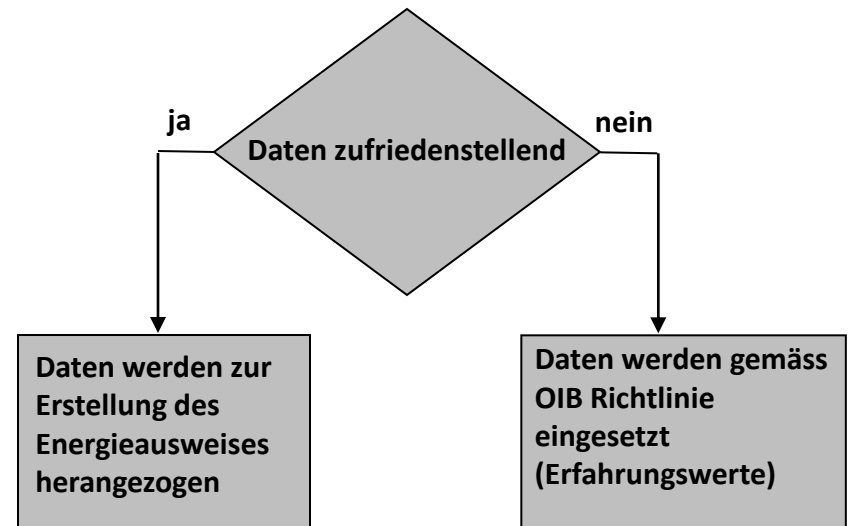 ja
nein
Daten zufriedenstellend
Daten werden zur
Erstellung des
Energieausweises
herangezogen
Daten werden gemäss
OIB Richtlinie
eingesetzt
(Erfahrungswerte)